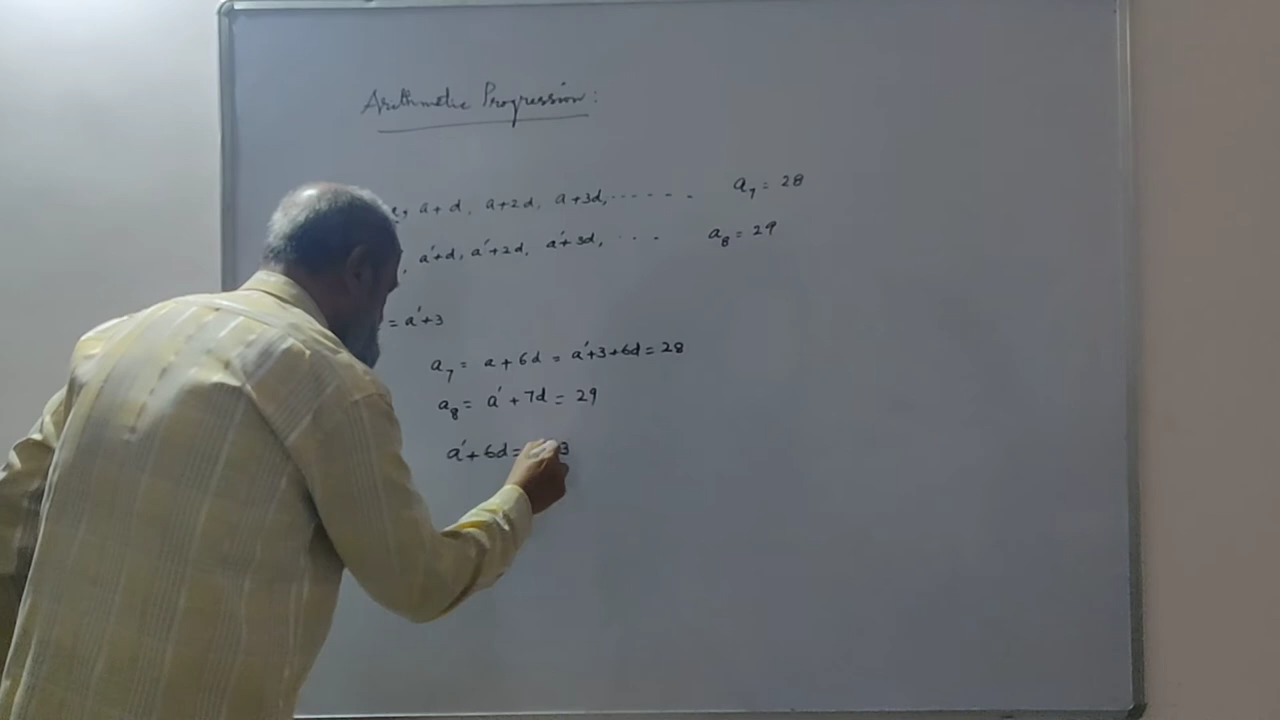 Arithmetic Progression:
a, a+d, a+2d, a+3d, ------ a₇ = 28
, a'+d, a'+2d, a'+3d, ... a₈ = 29
= a'+3
a₇ = a+6d = a'+3+6d = 28
a₈ = a'+7d = 29
a'+6d = 3